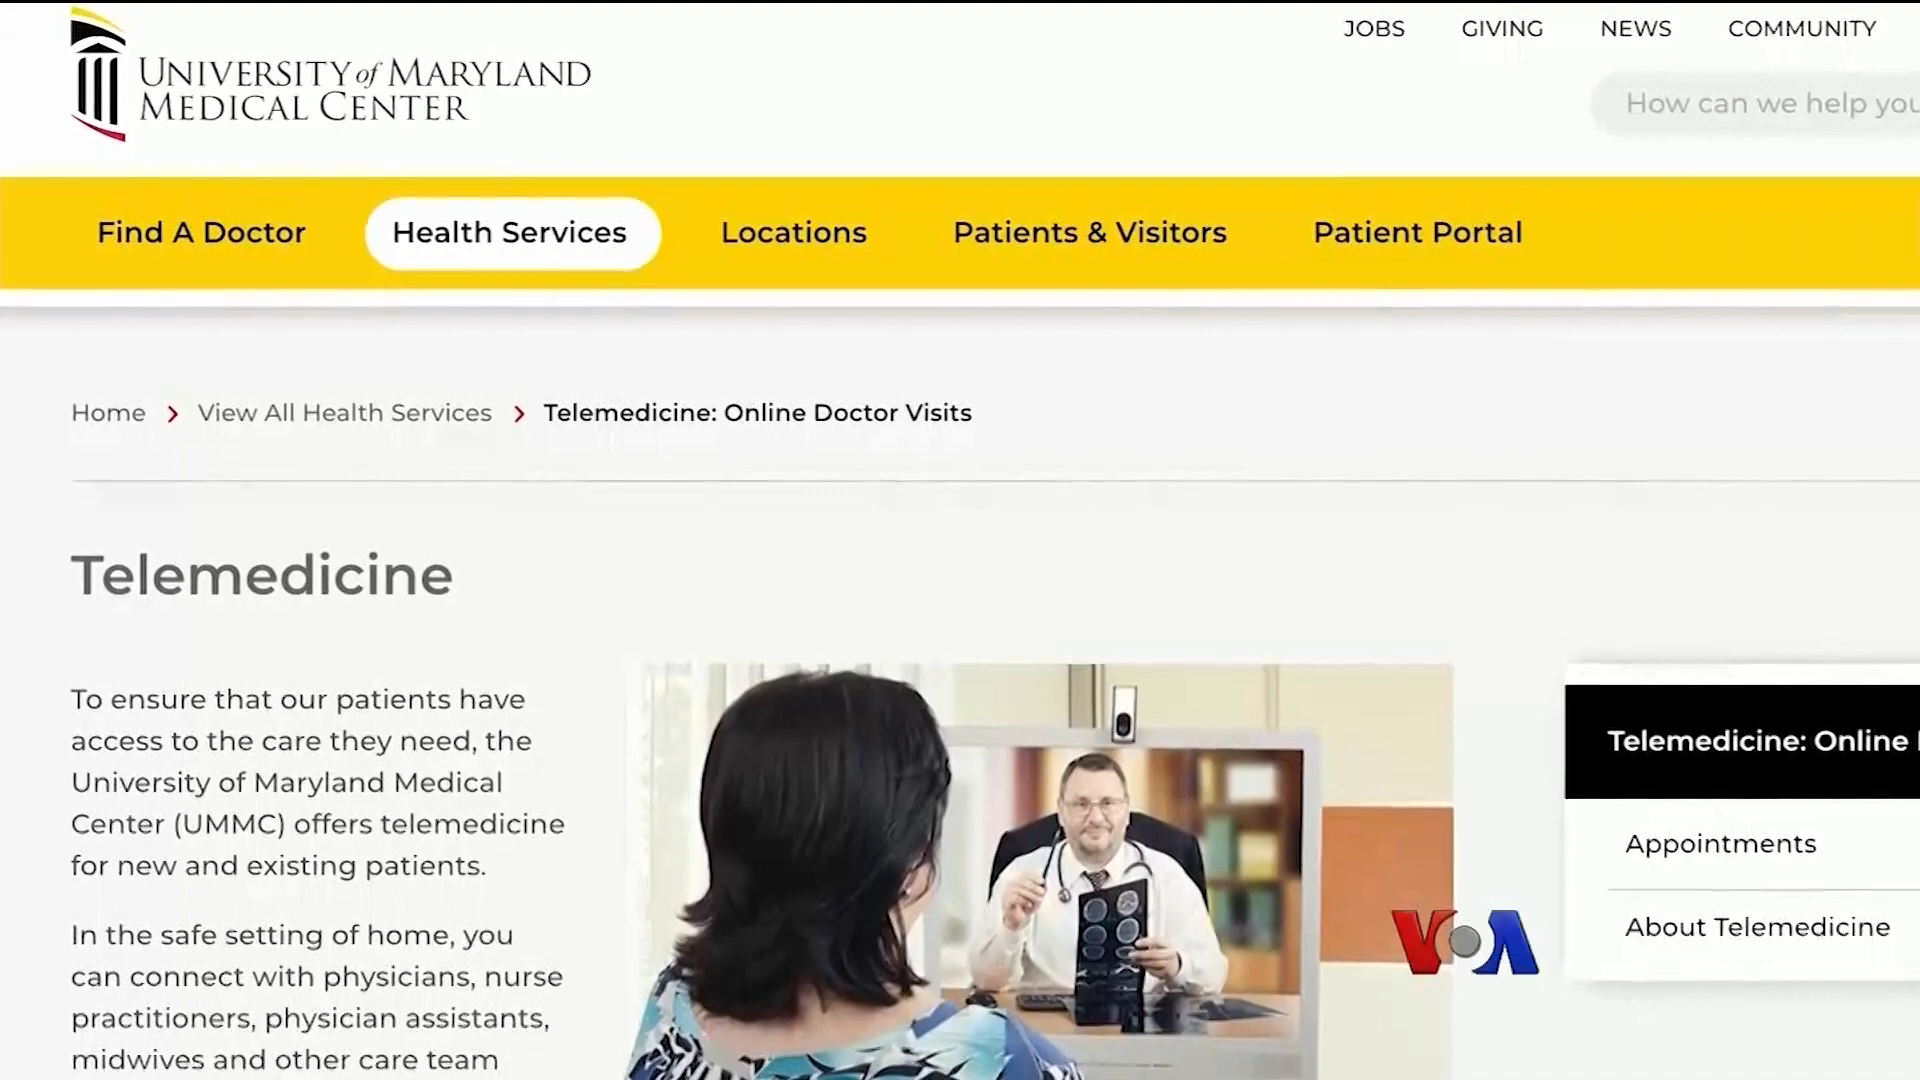 UNIVERSITY of MARYLAND
MEDICAL CENTER
JOBS GIVING NEWS COMMUNITY
How can we help you
Find A Doctor Health Services Locations Patients & Visitors Patient Portal
Home > View All Health Services > Telemedicine: Online Doctor Visits
Telemedicine
To ensure that our patients have
access to the care they need, the
University of Maryland Medical
Center (UMMC) offers telemedicine
for new and existing patients.
In the safe setting of home, you
can connect with physicians, nurse
practitioners, physician assistants,
midwives and other care team
Telemedicine: Online
Appointments
About Telemedicine
VOA